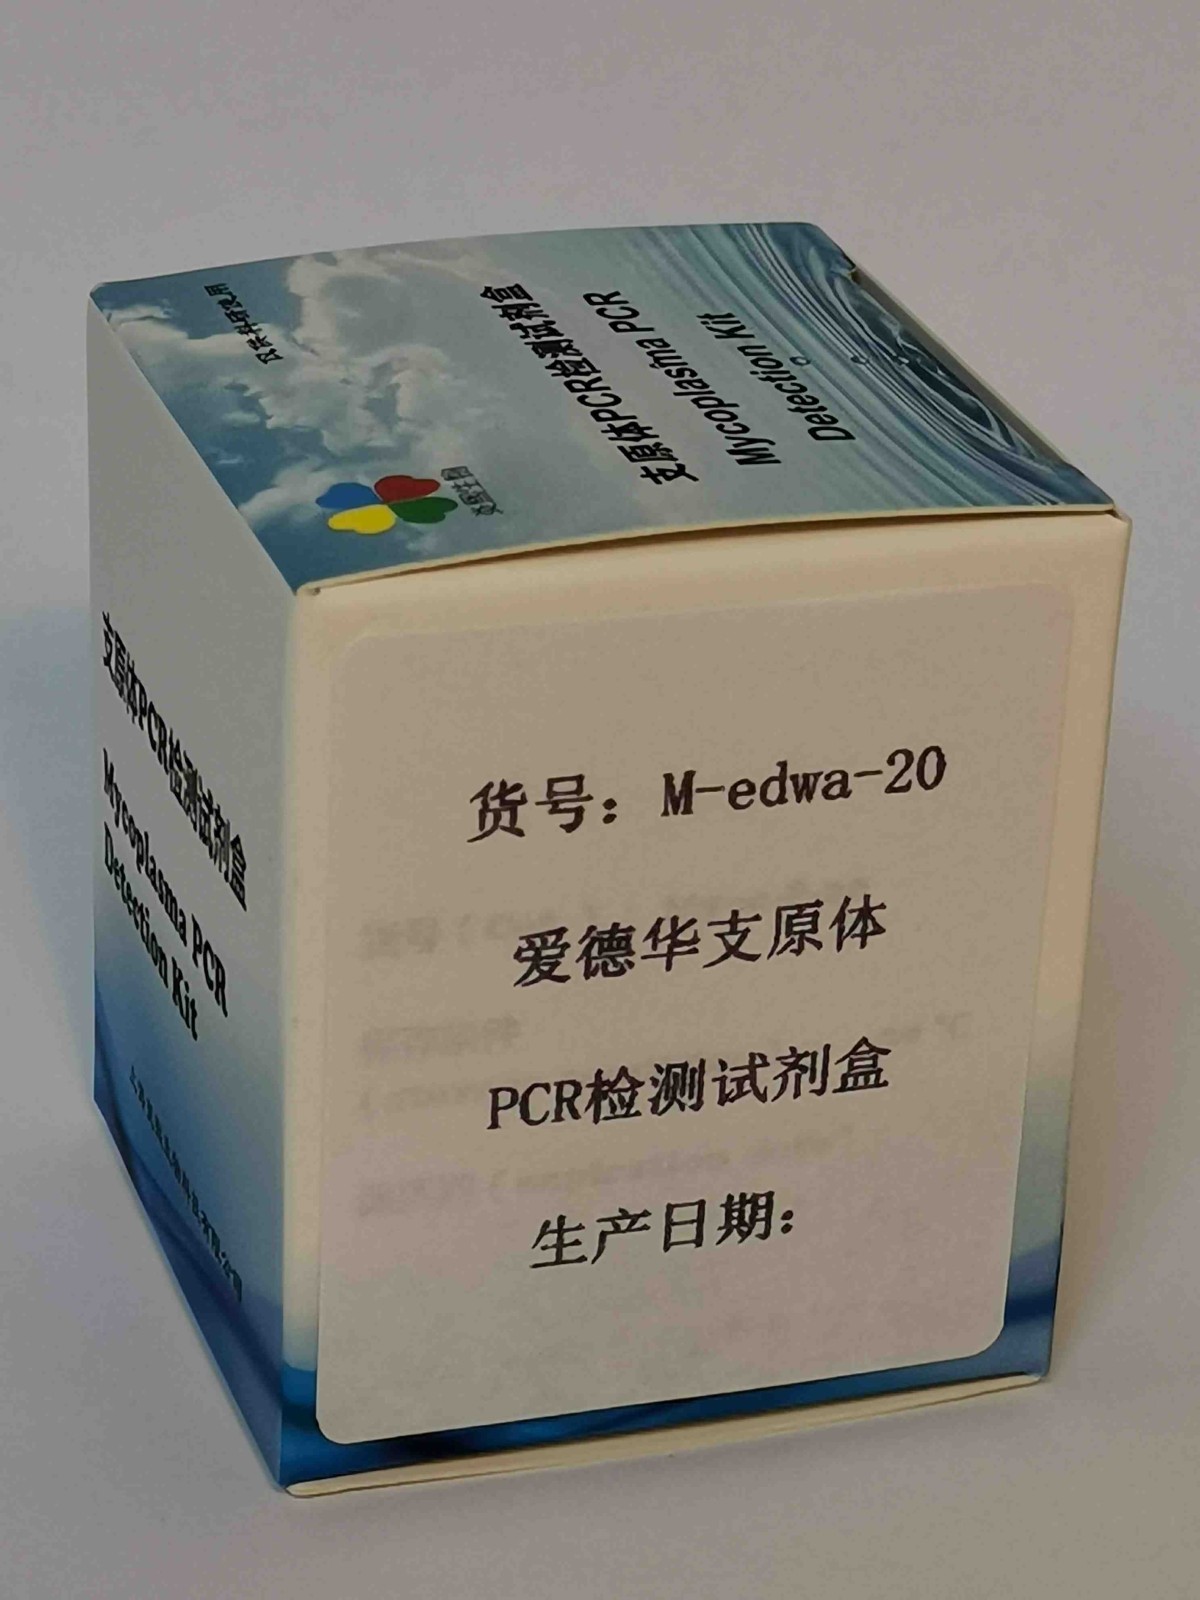 仅供科研使用
支原体PCR检测试剂盒
Mycoplasma PCR
Detection Kit
支原体PCR检测试剂盒
Mycoplasma PCR
Detection Kit
货号：M-edwa-20
爱德华支原体
PCR检测试剂盒
生产日期：